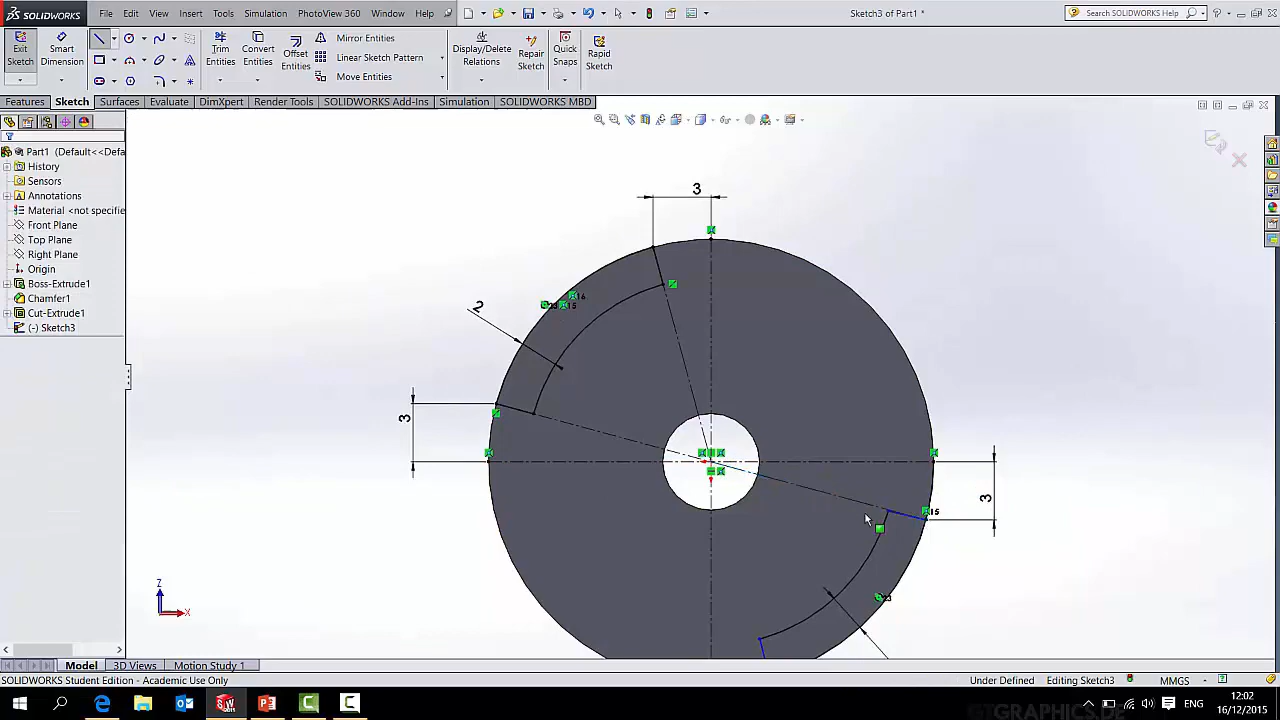 SOLIDWORKS File Edit View Insert Tools Simulation PhotoView 360 Window Help Sketch3 of Part1 * Search SOLIDWORKS Help
Exit Sketch Smart Dimension Trim Entities Convert Entities Offset Entities Mirror Entities Linear Sketch Pattern Move Entities Display/Delete Relations Repair Sketch Quick Snaps Rapid Sketch
Features Sketch Surfaces Evaluate DimXpert Render Tools SOLIDWORKS Add-Ins Simulation SOLIDWORKS MBD
Part1 (Default<<Defa
History
Sensors
Annotations
Material <not specifie
Front Plane
Top Plane
Right Plane
Origin
Boss-Extrude1
Chamfer1
Cut-Extrude1
(-) Sketch3
3
2
3
3
16
23
15
15
23
Z
X
Model 3D Views Motion Study 1
SOLIDWORKS Student Edition - Academic Use Only Under Defined Editing Sketch3 MMGS
ENG 12:02
16/12/2015